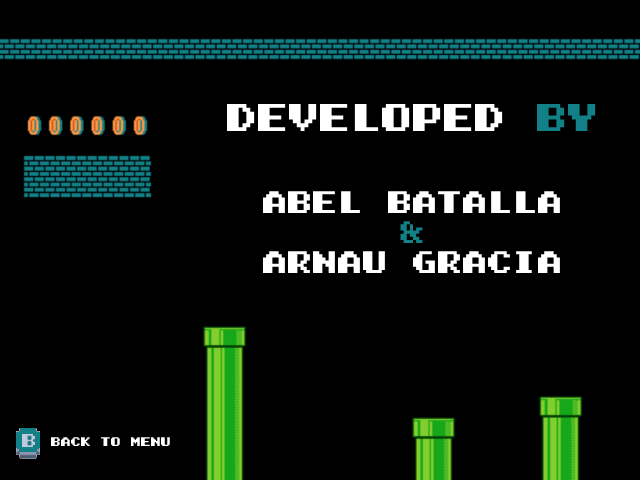 DEVELOPED BY
ABEL BATALLA
&
ARNAU GRACIA
B BACK TO MENU